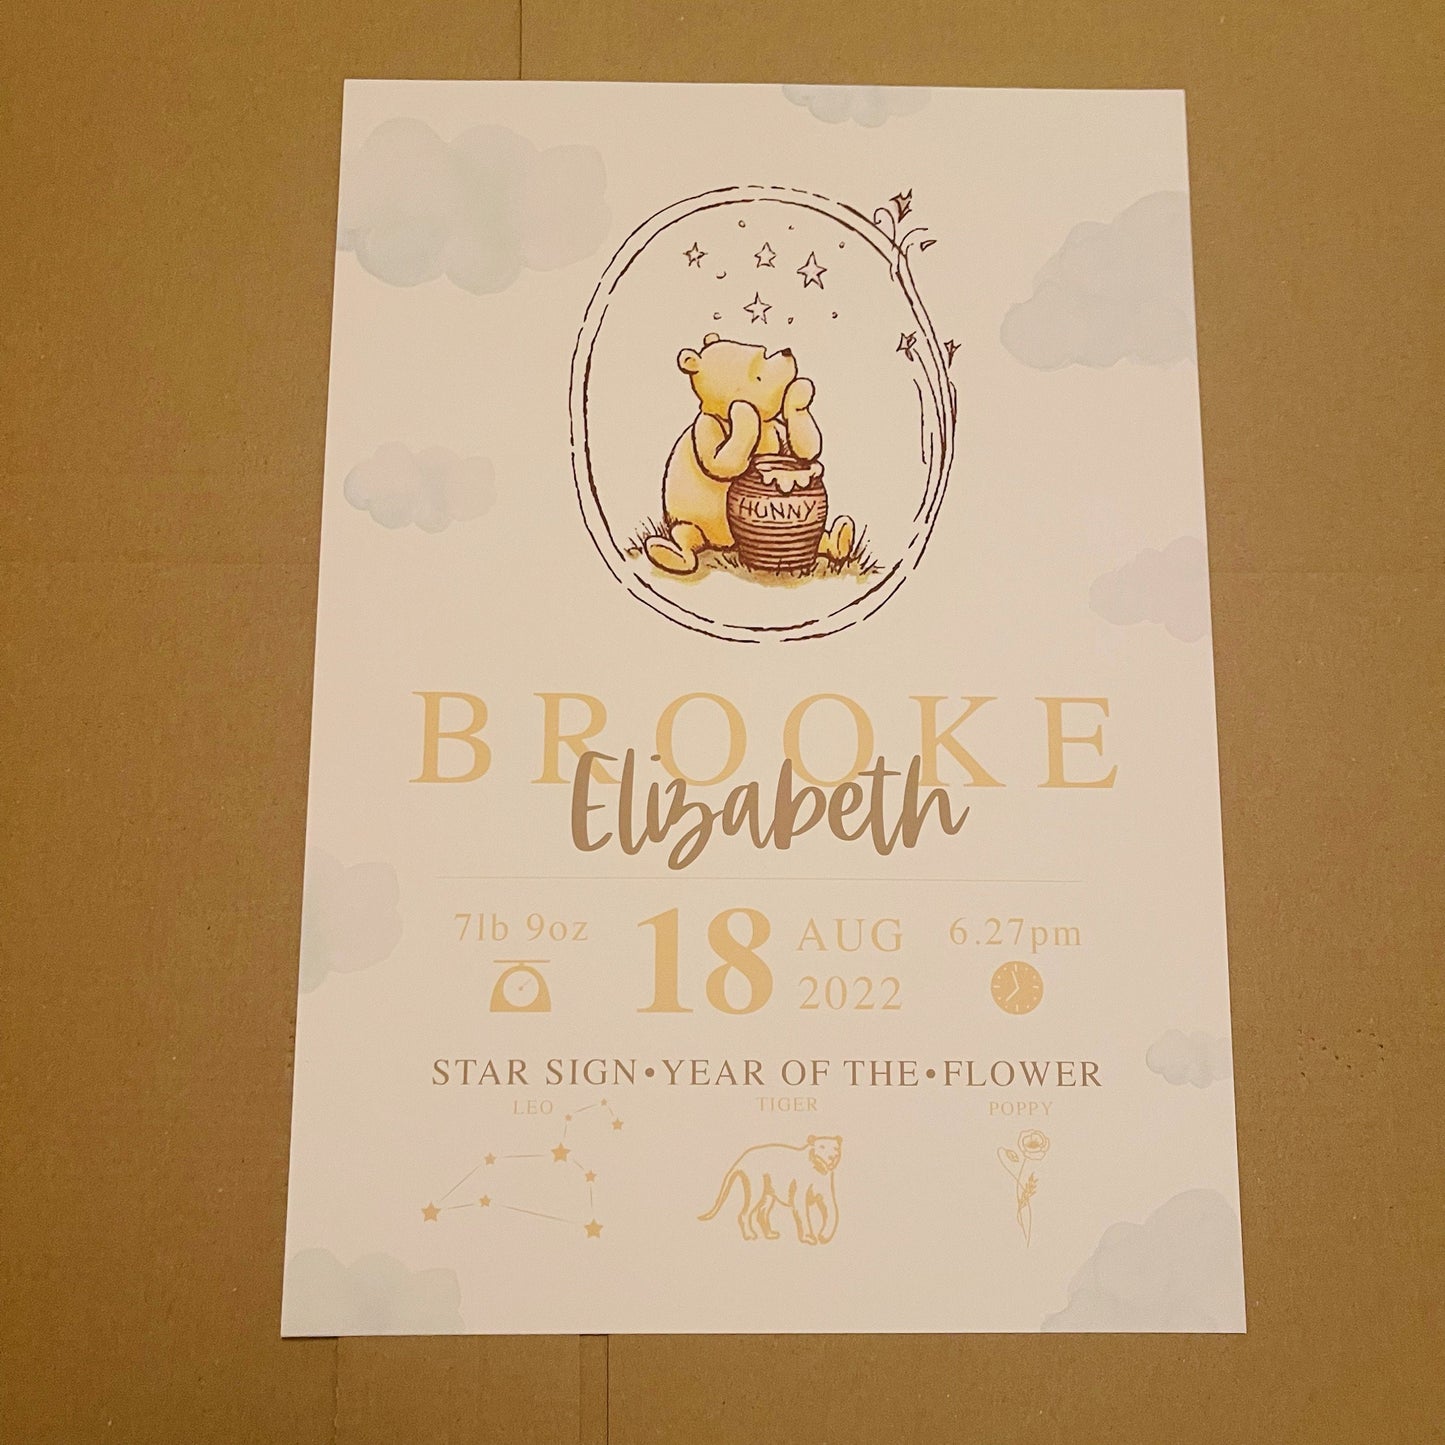 HUNNY
BROOKE
Elizabeth
7lb 9oz
18
AUG
2022
6.27pm
STAR SIGN•YEAR OF THE•FLOWER
LEO TIGER POPPY